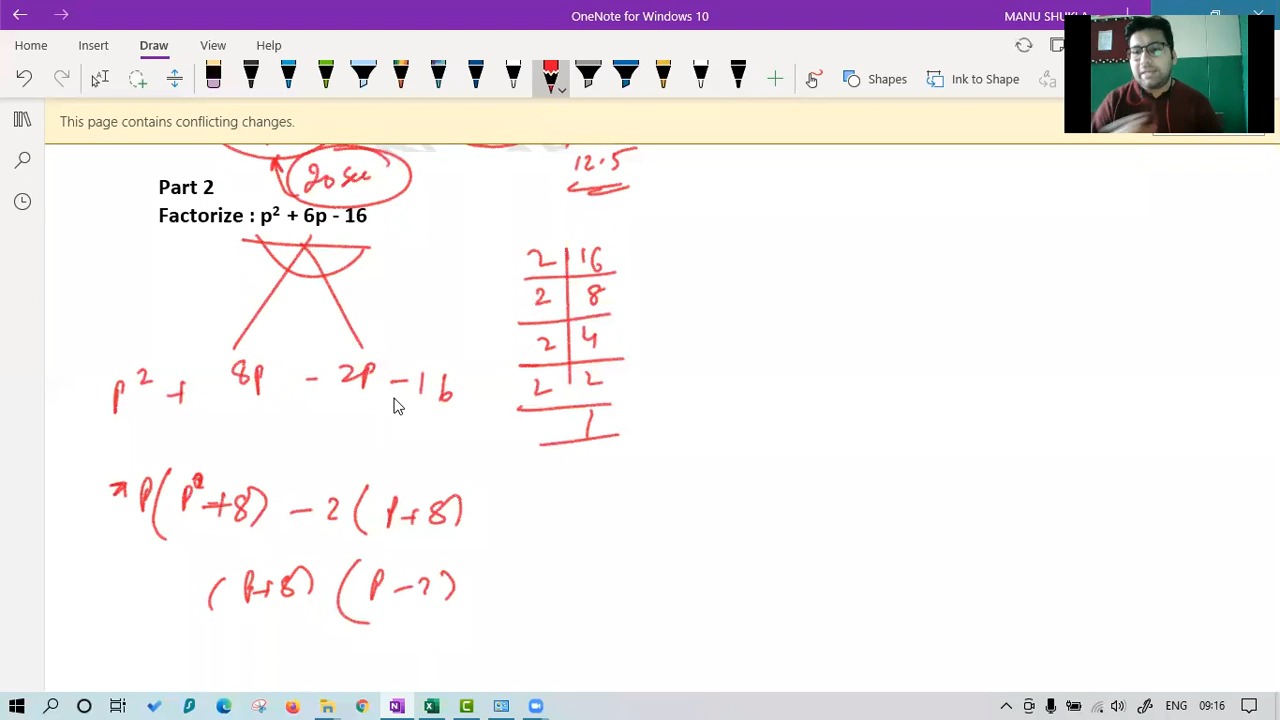 OneNote for Windows 10
MANU SHUKL
Home Insert Draw View Help
Shapes Ink to Shape
This page contains conflicting changes.
20 sec
12.5
Part 2
Factorize : p² + 6p - 16
2 | 16
2 | 8
2 | 4
2 | 2
1
p² + 8p - 2p - 16
p(p+8) - 2(p+8)
(p+8) (p-2)
ENG 09:16